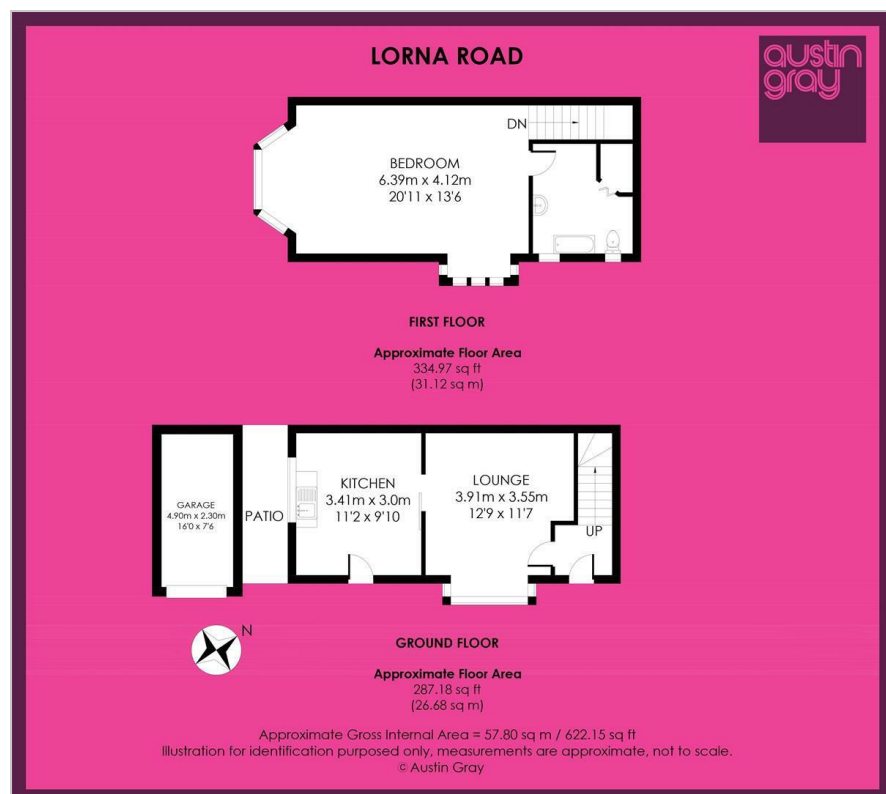 LORNA ROAD
austin
gray
DN
BEDROOM
6.39m x 4.12m
20'11 x 13'6
FIRST FLOOR
Approximate Floor Area
334.97 sq ft
(31.12 sq m)
GARAGE
4.90m x 2.30m
16'0 x 7'6
PATIO
KITCHEN
3.41m x 3.0m
11'2 x 9'10
LOUNGE
3.91m x 3.55m
12'9 x 11'7
UP
N
GROUND FLOOR
Approximate Floor Area
287.18 sq ft
(26.68 sq m)
Approximate Gross Internal Area = 57.80 sq m / 622.15 sq ft
Illustration for identification purposed only, measurements are approximate, not to scale.
© Austin Gray